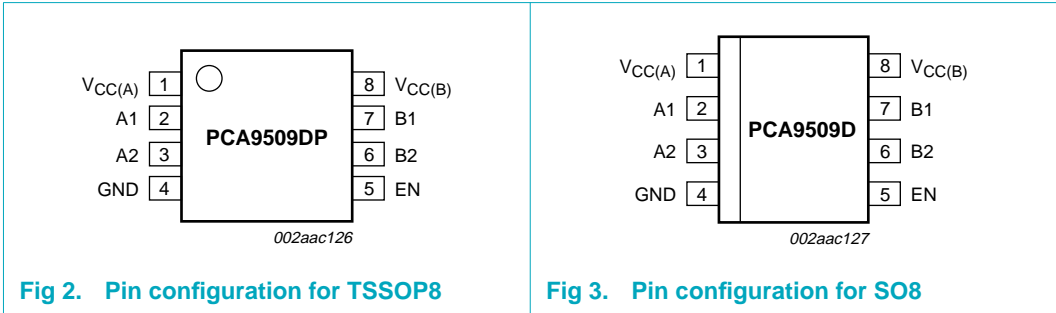 VCC(A) 1 8 VCC(B)
A1 2 7 B1
PCA9509DP
A2 3 6 B2
GND 4 5 EN
002aac126
Fig 2. Pin configuration for TSSOP8
VCC(A) 1 8 VCC(B)
A1 2 7 B1
PCA9509D
A2 3 6 B2
GND 4 5 EN
002aac127
Fig 3. Pin configuration for SO8